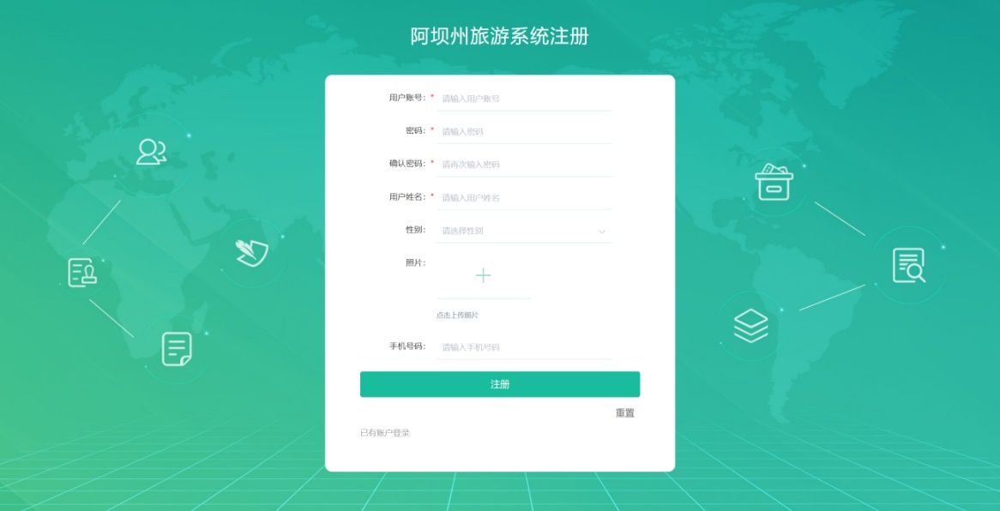 阿坝州旅游系统注册
用户账号： * 请输入用户账号
密码： * 请输入密码
确认密码： * 请再次输入密码
用户姓名： * 请输入用户姓名
性别： 请选择性别
照片：
点击上传照片
手机号码： 请输入手机号码
注册
重置
已有账户登录